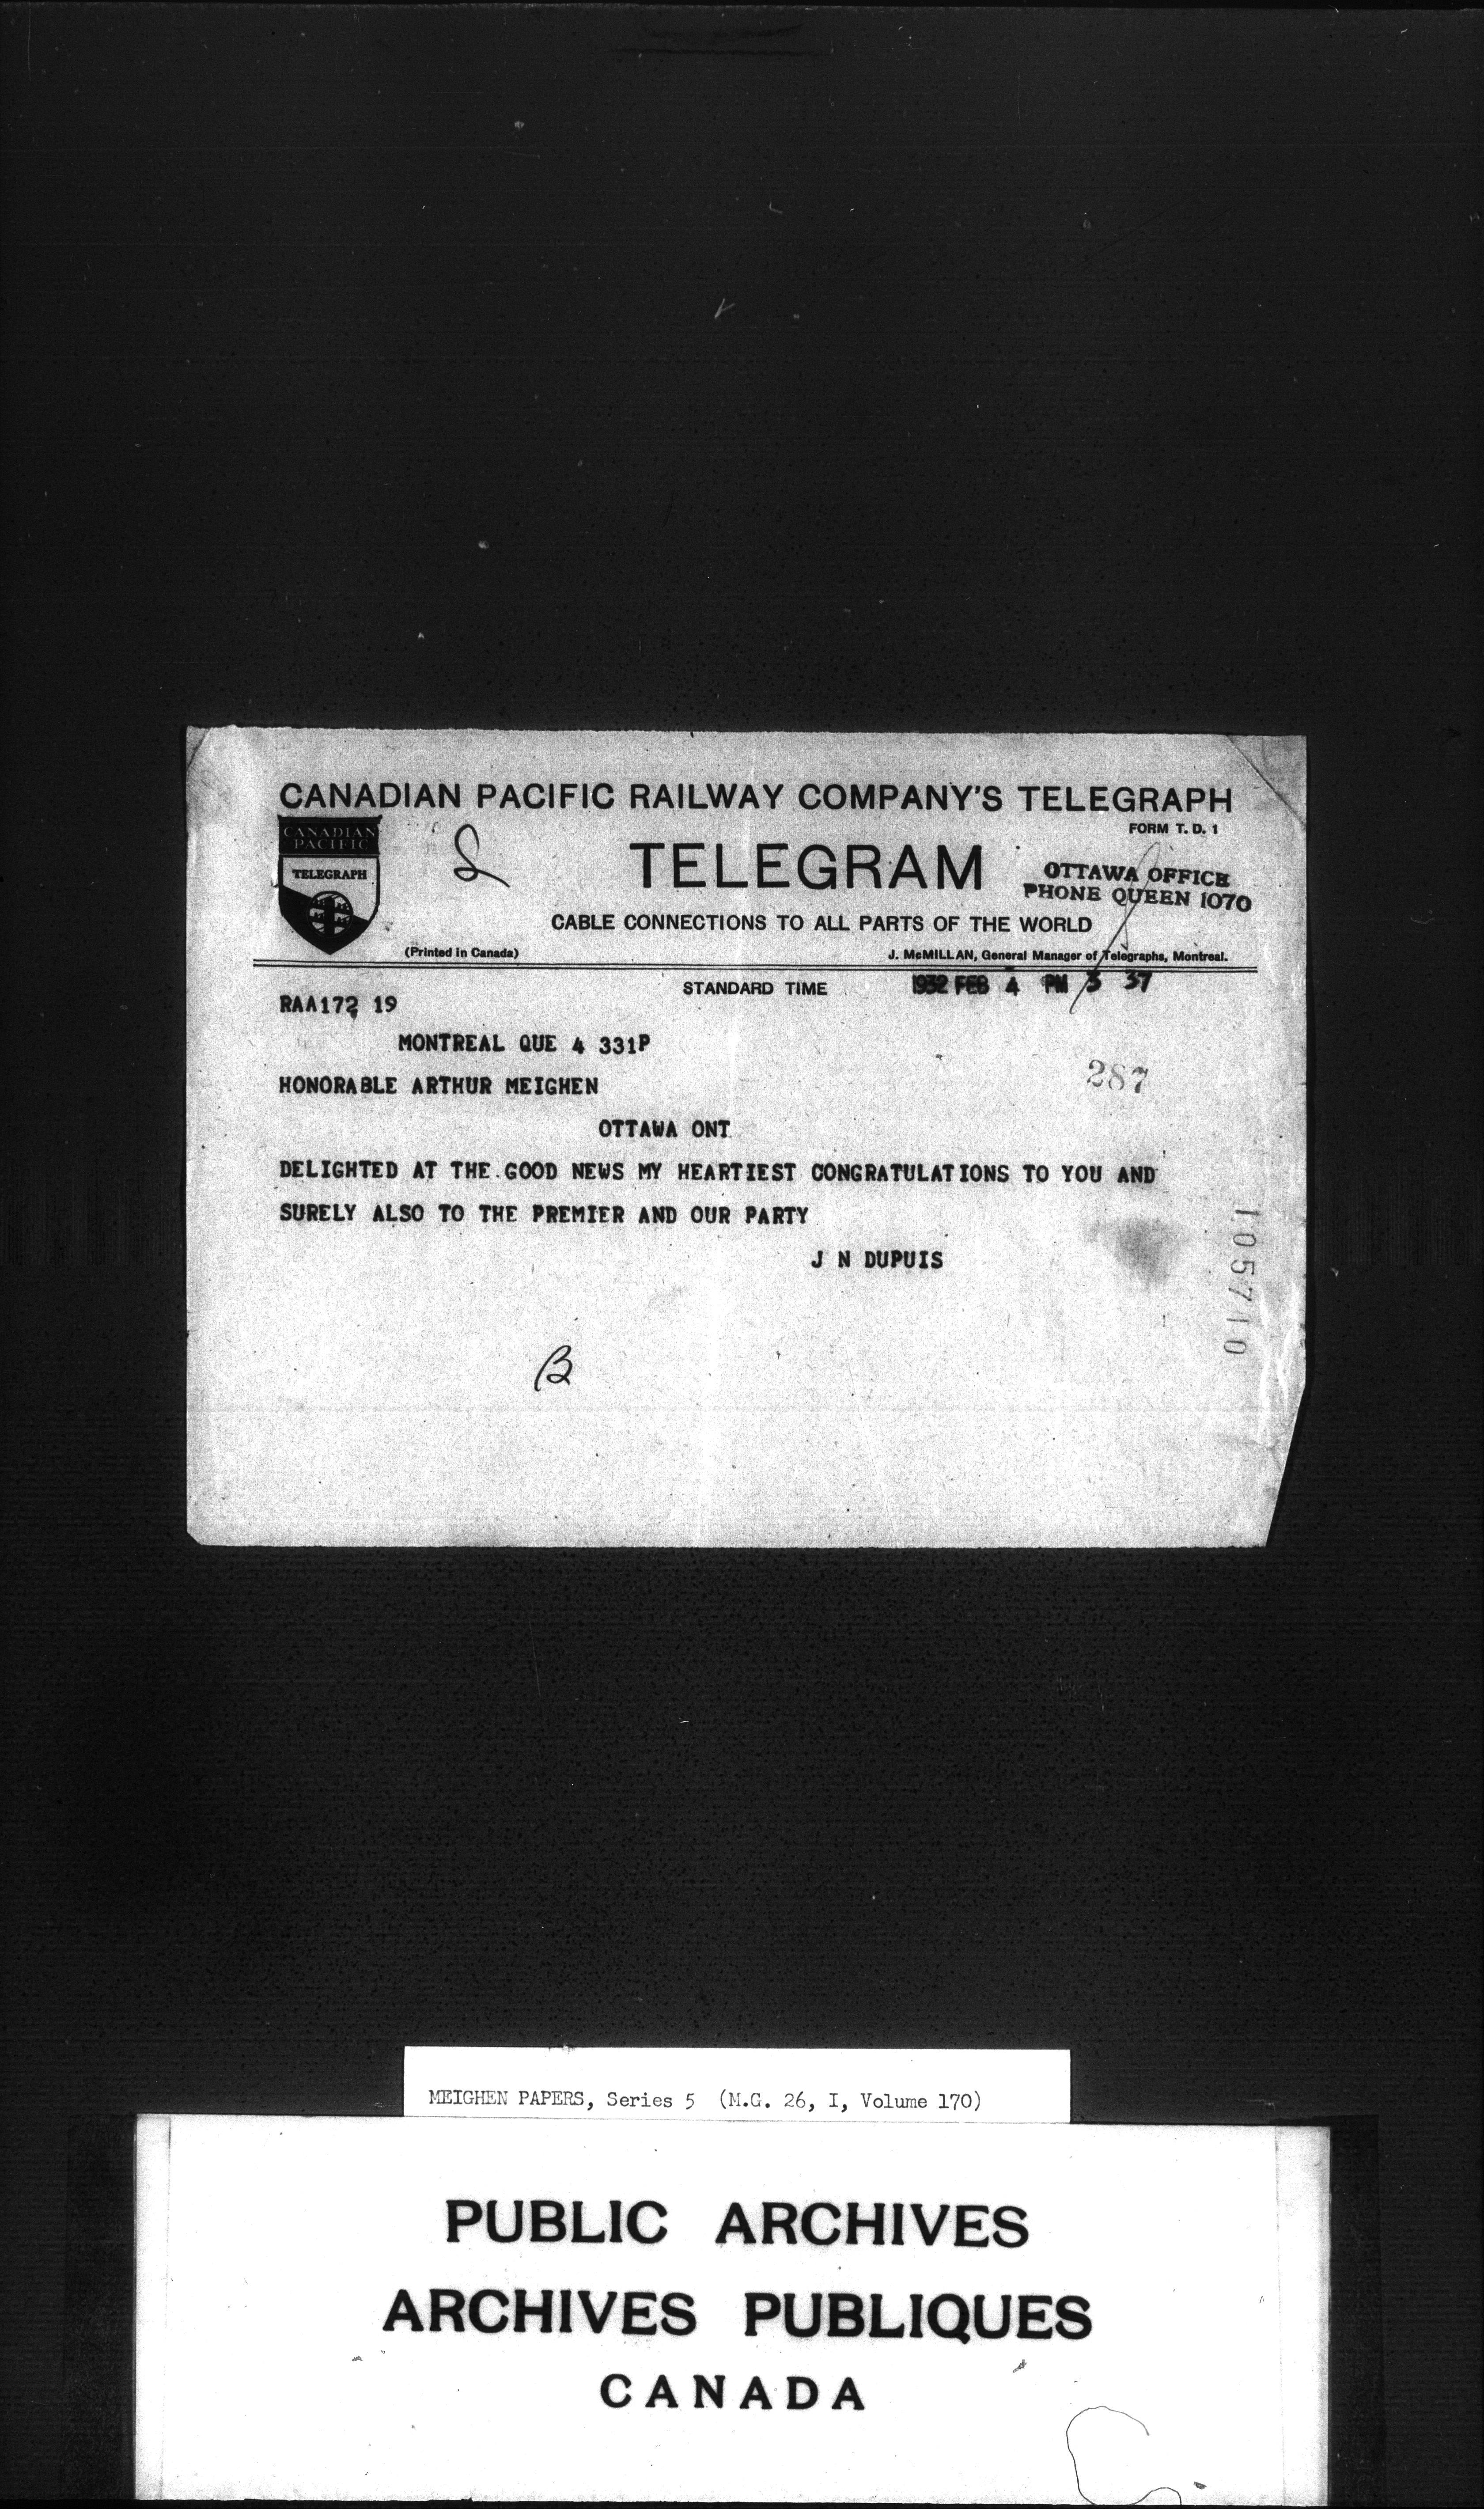 CANADIAN PACIFIC RAILWAY COMPANY'S TELEGRAPH
FORM T. D. 1
CANADIAN
PACIFIC
TELEGRAPH
TELEGRAM
OTTAWA OFFICE
PHONE QUEEN 1070
CABLE CONNECTIONS TO ALL PARTS OF THE WORLD
(Printed in Canada)
J. McMILLAN, General Manager of Telegraphs, Montreal.
STANDARD TIME 1932 FEB 4 PM 3 37
RAA172 19
MONTREAL QUE 4 331P
287
HONORABLE ARTHUR MEIGHEN
OTTAWA ONT
DELIGHTED AT THE GOOD NEWS MY HEARTIEST CONGRATULATIONS TO YOU AND
SURELY ALSO TO THE PREMIER AND OUR PARTY
J N DUPUIS
105710
B
MEIGHEN PAPERS, Series 5 (M.G. 26, I, Volume 170)
PUBLIC ARCHIVES
ARCHIVES PUBLIQUES
CANADA